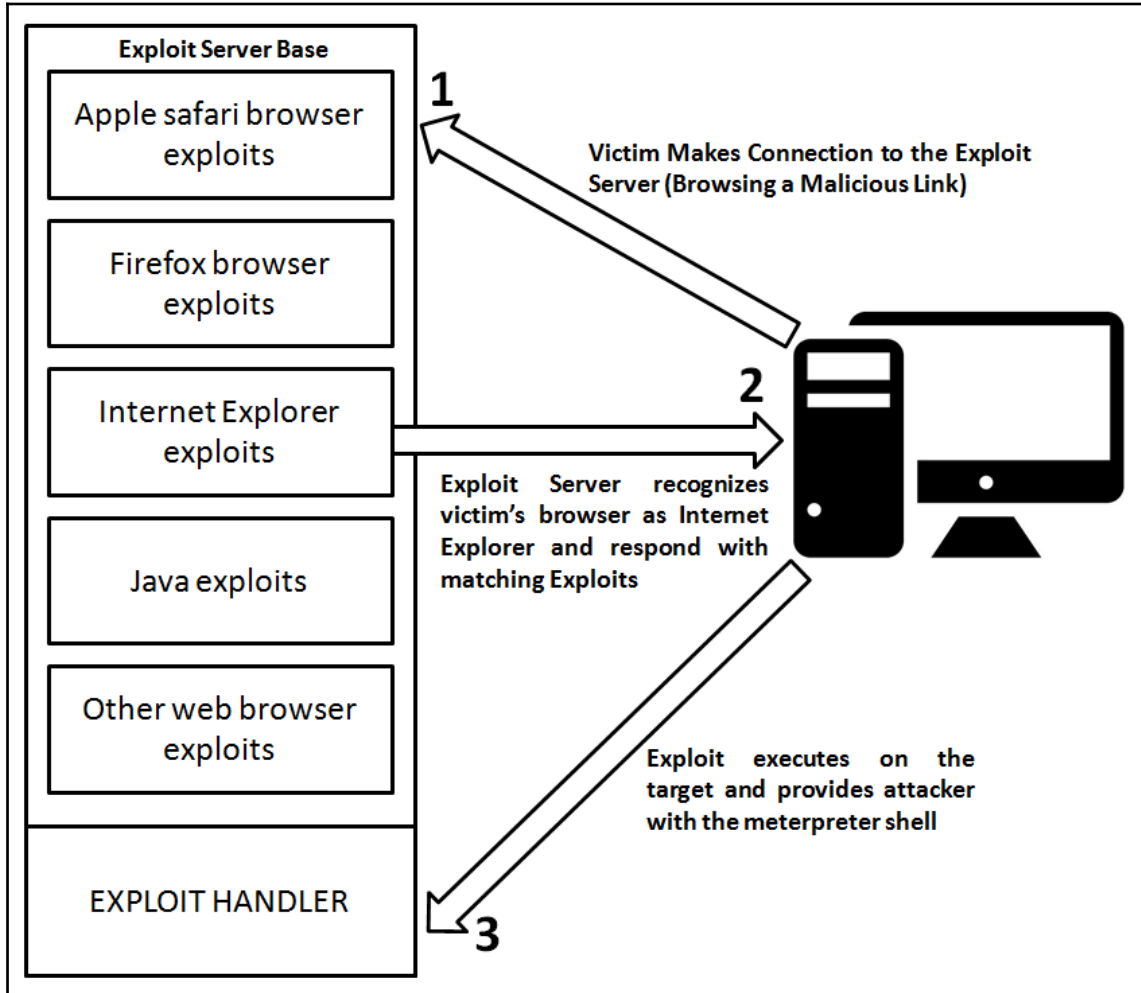 Exploit Server Base
Apple safari browser
exploits
Firefox browser
exploits
Internet Explorer
exploits
Java exploits
Other web browser
exploits
EXPLOIT HANDLER
1
Victim Makes Connection to the Exploit
Server (Browsing a Malicious Link)
2
Exploit Server recognizes
victim's browser as Internet
Explorer and respond with
matching Exploits
Exploit executes on the
target and provides attacker
with the meterpreter shell
3